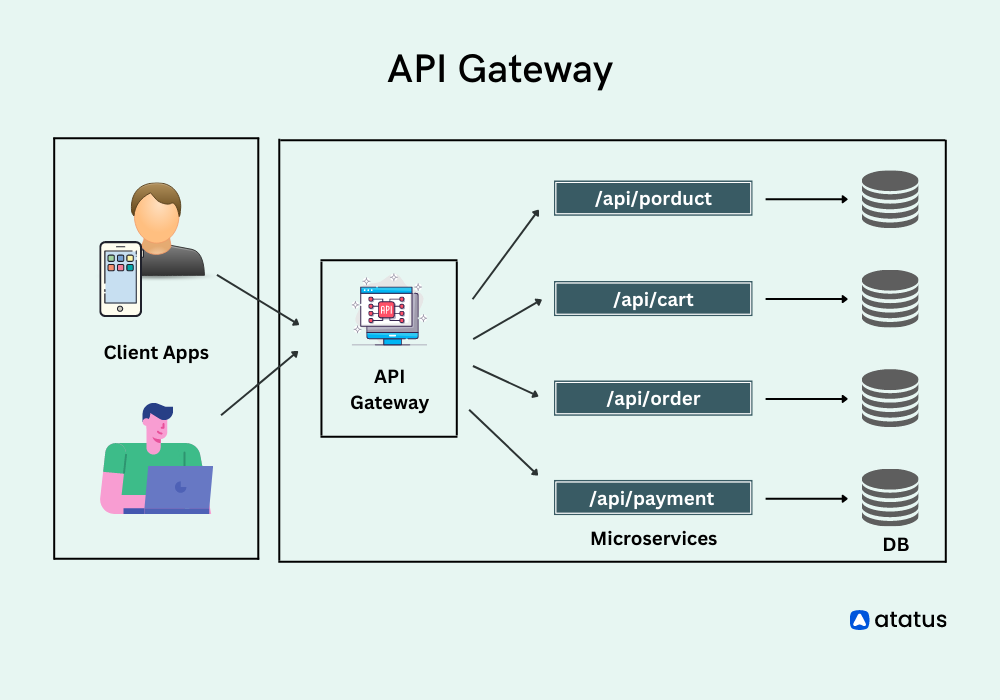 API Gateway
Client Apps
API
API
Gateway
/api/porduct
/api/cart
/api/order
/api/payment
Microservices
DB
atatus